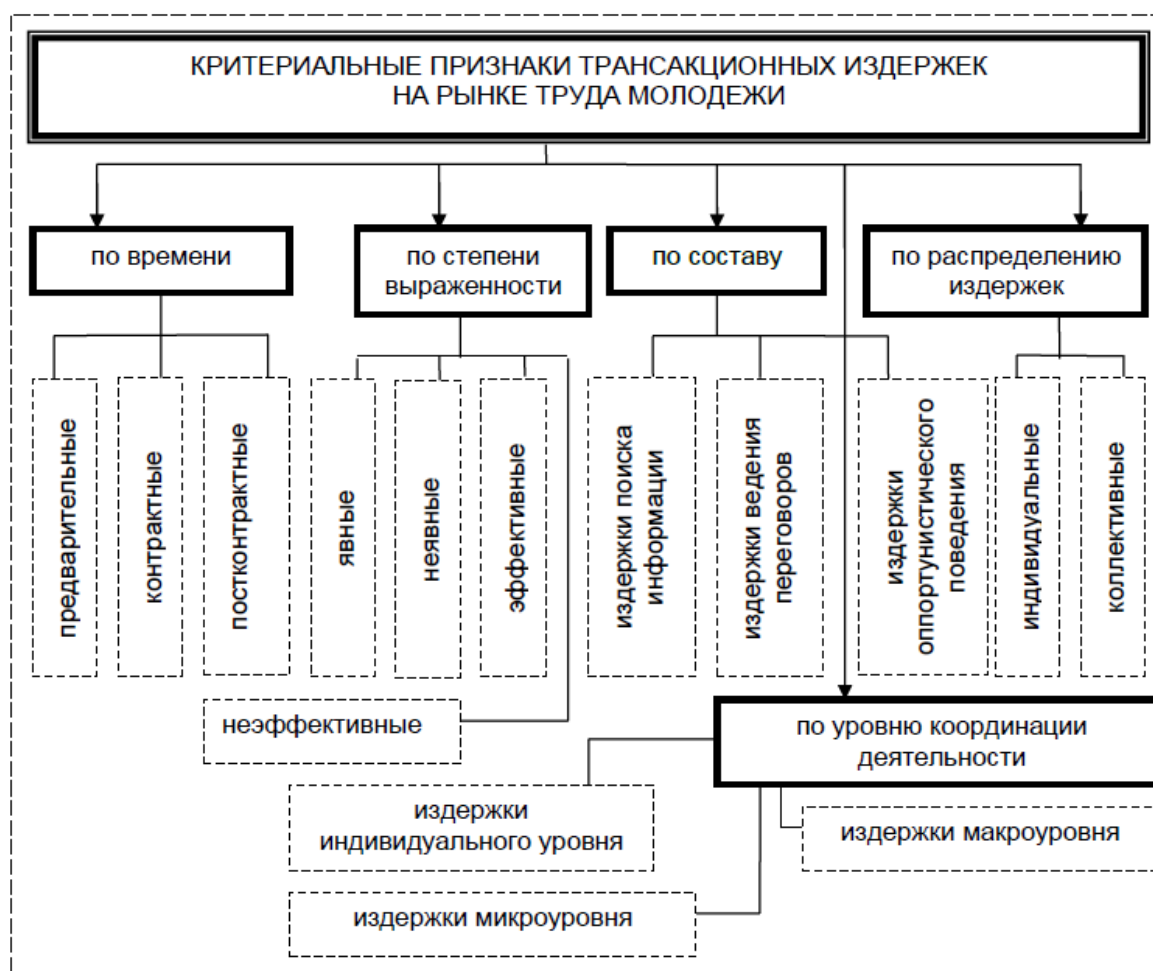 КРИТЕРИАЛЬНЫЕ ПРИЗНАКИ ТРАНСАКЦИОННЫХ ИЗДЕРЖЕК
НА РЫНКЕ ТРУДА МОЛОДЕЖИ
по времени
по степени
выраженности
по составу
по распределению
издержек
предварительные
контрактные
постконтрактные
явные
неявные
эффективные
издержки поиска
информации
издержки ведения
переговоров
издержки
оппортунистического
поведения
индивидуальные
коллективные
неэффективные
по уровню координации
деятельности
издержки
индивидуального уровня
издержки макроуровня
издержки микроуровня